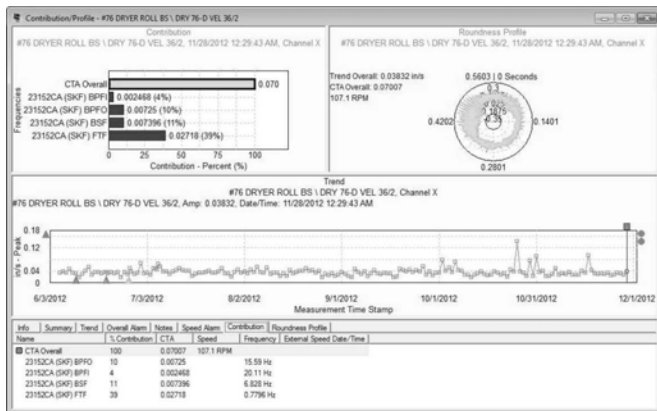 Contribution/Profile - #76 DRYER ROLL BS \ DRY 76-D VEL 36/2
Contribution
#76 DRYER ROLL BS \ DRY 76-D VEL 36/2, 11/28/2012 12:29:43 AM, Channel X
Frequencies
CTA Overall 0.070
23152CA (SKF) BPFI 0.002468 (4%)
23152CA (SKF) BPFO 0.00725 (10%)
23152CA (SKF) BSF 0.007396 (11%)
23152CA (SKF) FTF 0.02718 (39%)
0 25 50 75 100
Contribution - Percent (%)
Roundness Profile
#76 DRYER ROLL BS \ DRY 76-D VEL 36/2, 11/28/2012 12:29:43 AM, Channel X
Trend Overall: 0.03832 in/s
CTA Overall: 0.07007
107.1 RPM
0.5603 | 0 Seconds
0.3
0.4202
0.1401
0.2801
Trend
#76 DRYER ROLL BS \ DRY 76-D VEL 36/2, Channel X
#76 DRYER ROLL BS \ DRY 76-D VEL 36/2, Amp: 0.03832, Date/Time: 11/28/2012 12:29:43 AM
in/s - Peak
0.18
0.12
0.04
0
6/3/2012 7/3/2012 8/2/2012 9/1/2012 10/1/2012 10/31/2012 12/1/2012
Measurement Time Stamp
Info Summary Trend Overall Alarm Notes Speed Alarm Contribution Roundness Profile
Name % Contribution CTA Speed Frequency External Speed Date/Time
CTA Overall 100 0.07007 107.1 RPM
23152CA (SKF) BPFO 10 0.00725 15.59 Hz
23152CA (SKF) BPFI 4 0.002468 20.11 Hz
23152CA (SKF) BSF 11 0.007396 6.828 Hz
23152CA (SKF) FTF 39 0.02718 0.7796 Hz